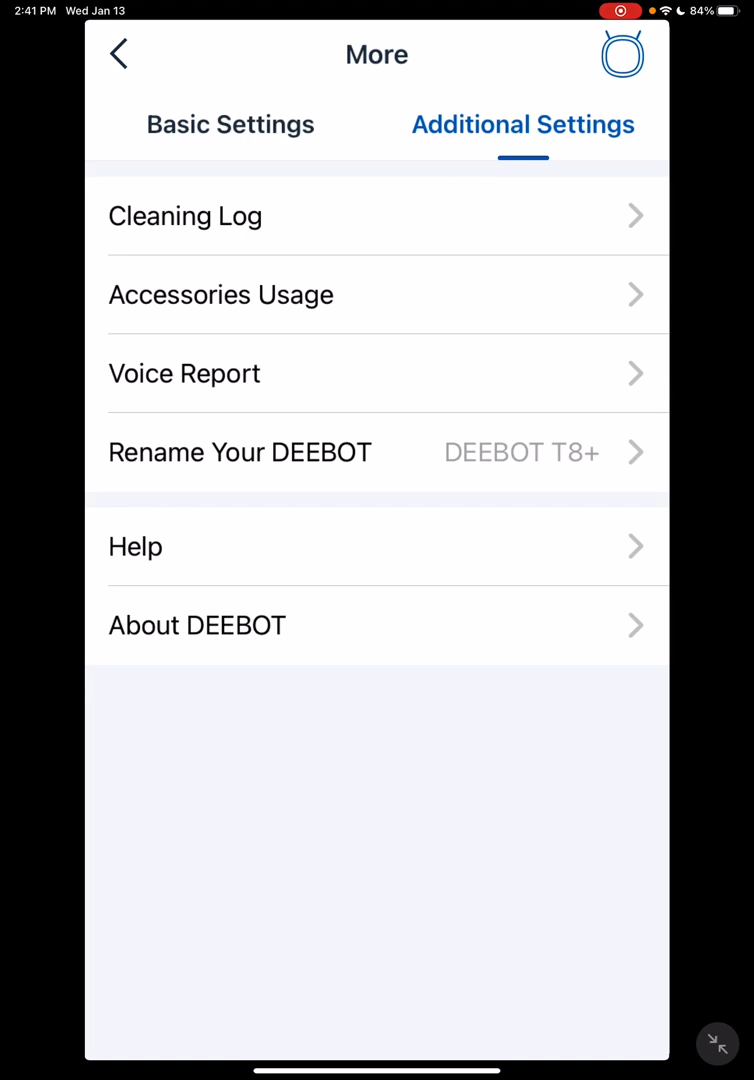 2:41 PM Wed Jan 13 84%
More
Basic Settings Additional Settings
Cleaning Log
Accessories Usage
Voice Report
Rename Your DEEBOT DEEBOT T8+
Help
About DEEBOT